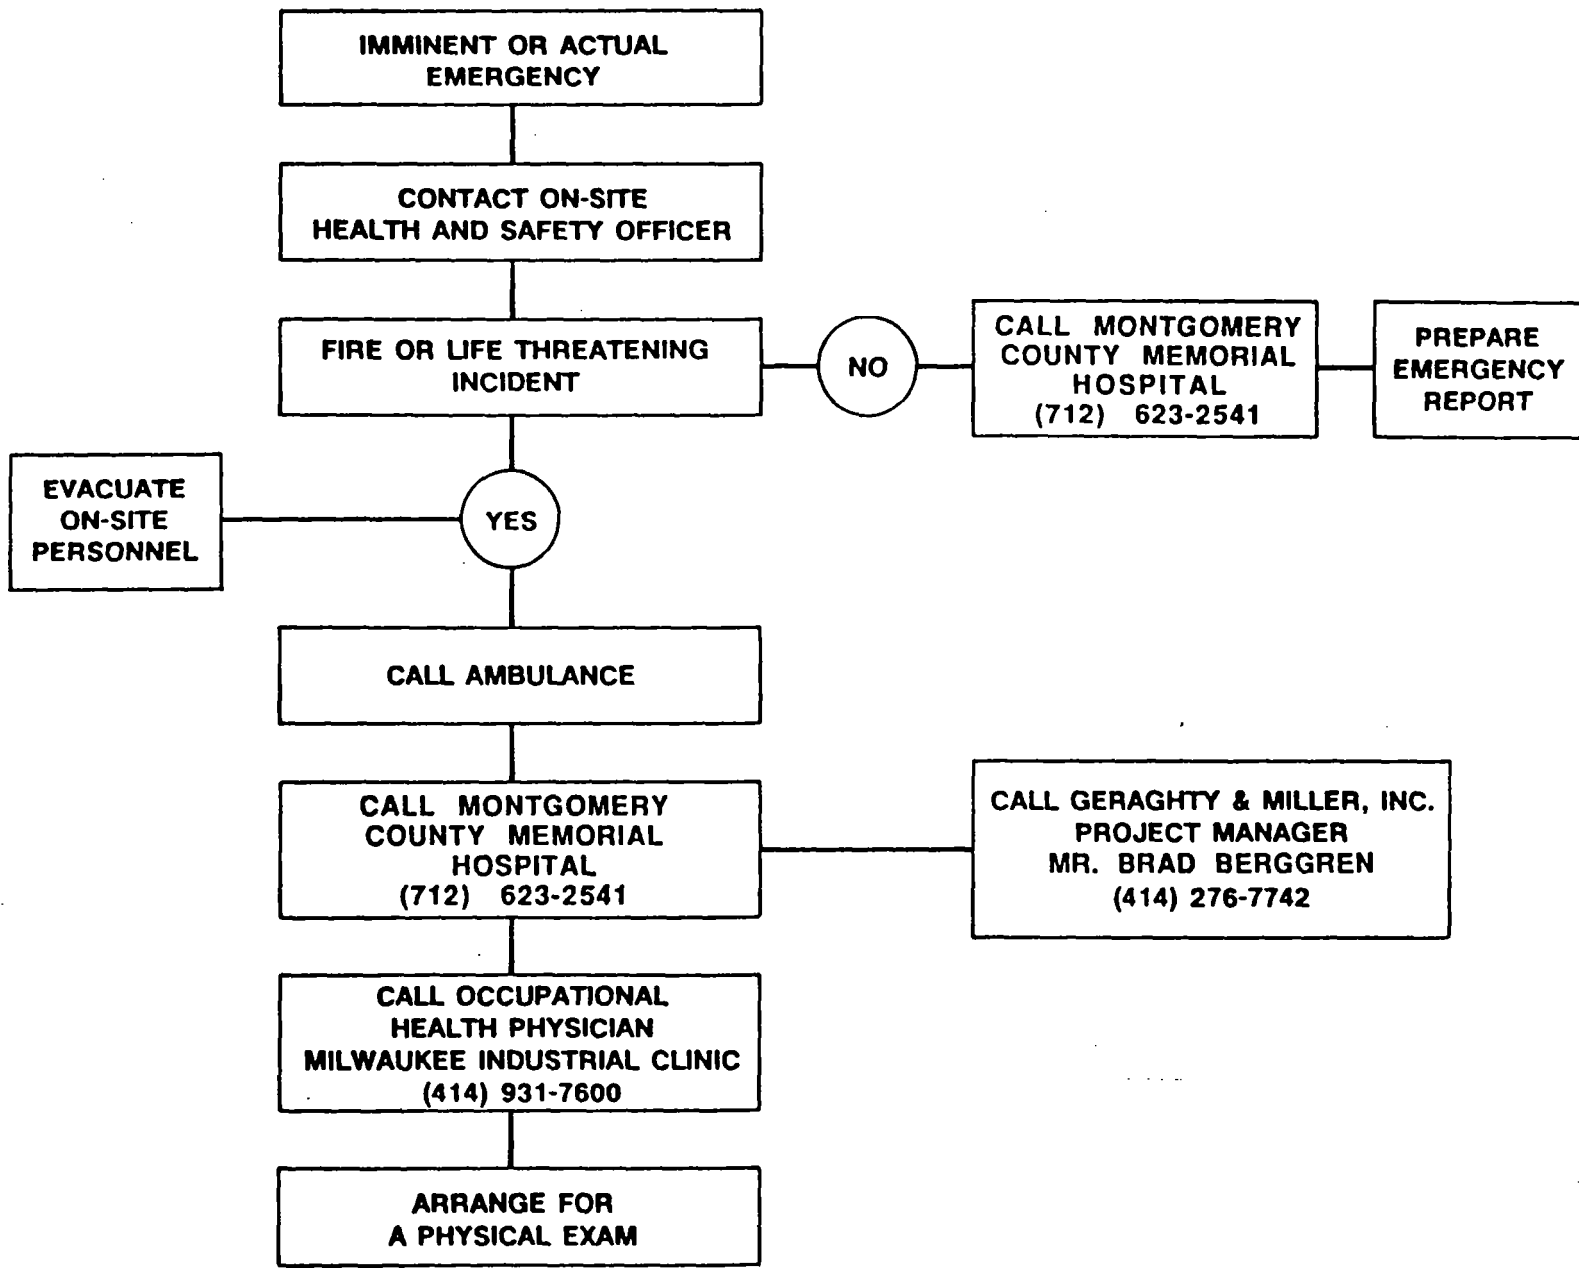 IMMINENT OR ACTUAL
EMERGENCY
CONTACT ON-SITE
HEALTH AND SAFETY OFFICER
FIRE OR LIFE THREATENING
INCIDENT
NO
CALL MONTGOMERY
COUNTY MEMORIAL
HOSPITAL
(712) 623-2541
PREPARE
EMERGENCY
REPORT
EVACUATE
ON-SITE
PERSONNEL
YES
CALL AMBULANCE
CALL MONTGOMERY
COUNTY MEMORIAL
HOSPITAL
(712) 623-2541
CALL GERAGHTY & MILLER, INC.
PROJECT MANAGER
MR. BRAD BERGGREN
(414) 276-7742
CALL OCCUPATIONAL
HEALTH PHYSICIAN
MILWAUKEE INDUSTRIAL CLINIC
(414) 931-7600
ARRANGE FOR
A PHYSICAL EXAM